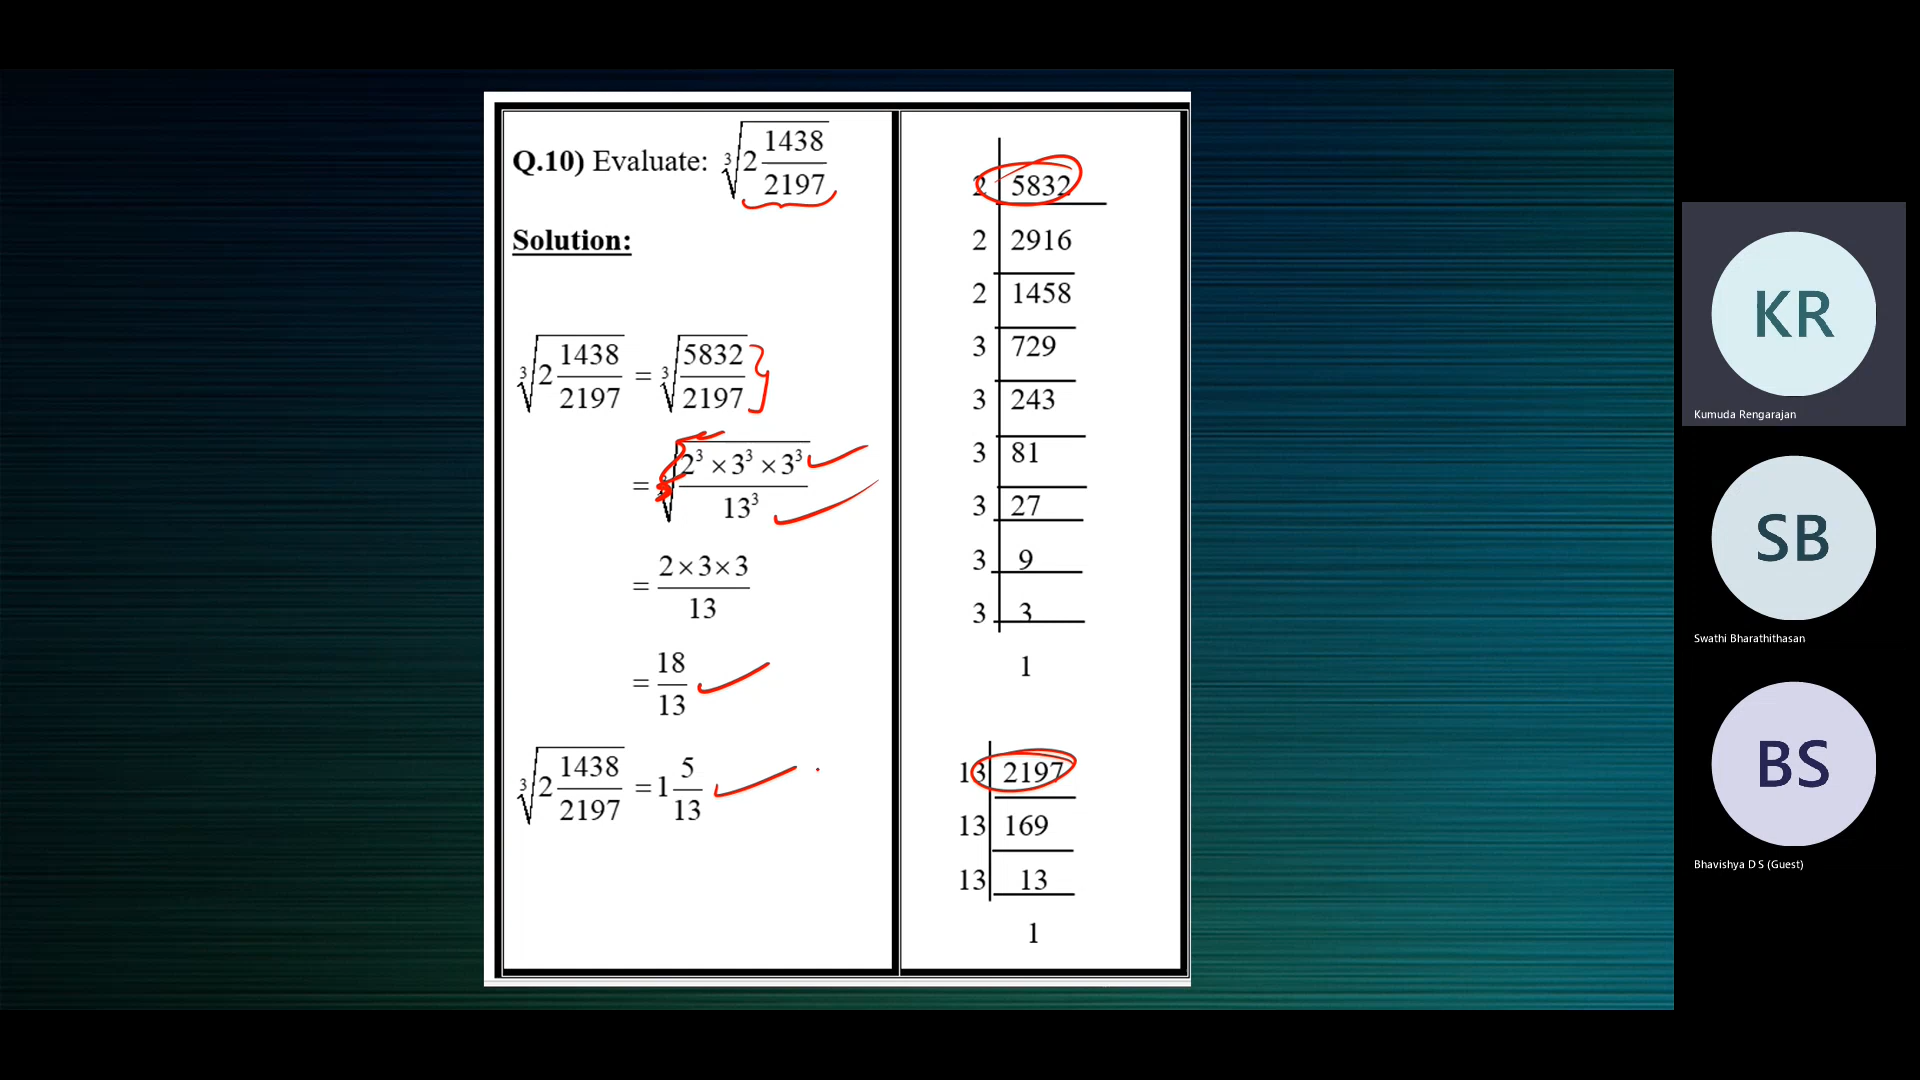 Q.10) Evaluate: ∛(2 1438/2197)
Solution:
∛(2 1438/2197) = ∛(5832/2197)
= ∛((2³ × 3³ × 3³)/13³)
= (2 × 3 × 3)/13
= 18/13
∛(2 1438/2197) = 1 5/13
2 | 5832
2 | 2916
2 | 1458
3 | 729
3 | 243
3 | 81
3 | 27
3 | 9
3 | 3
1
13 | 2197
13 | 169
13 | 13
1
KR
Kumuda Rengarajan
SB
Swathi Bharathithasan
BS
Bhavishya D S (Guest)